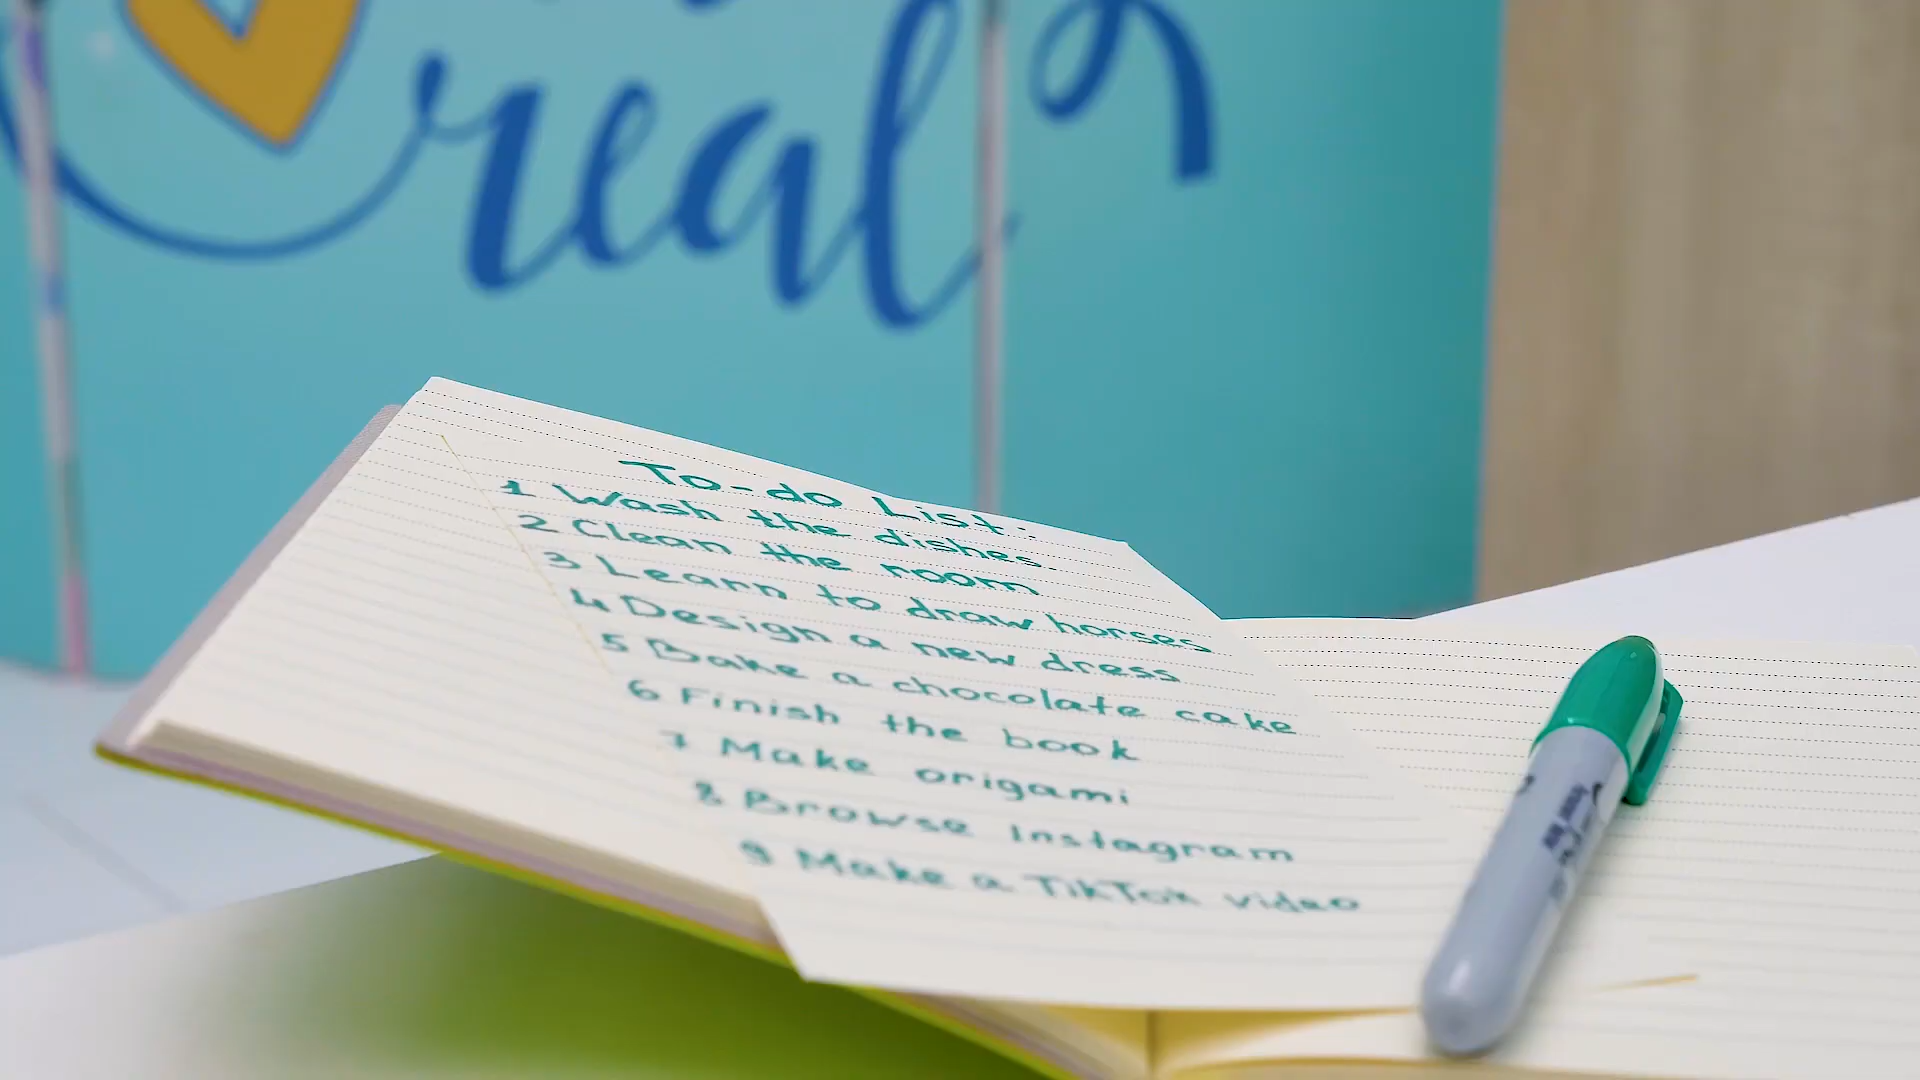 real
To-do List:
1 Wash the dishes.
2 Clean the room
3 Learn to draw horses
4 Design a new dress
5 Bake a chocolate cake
6 Finish the book
7 Make origami
8 Browse Instagram
9 Make a TikTok video